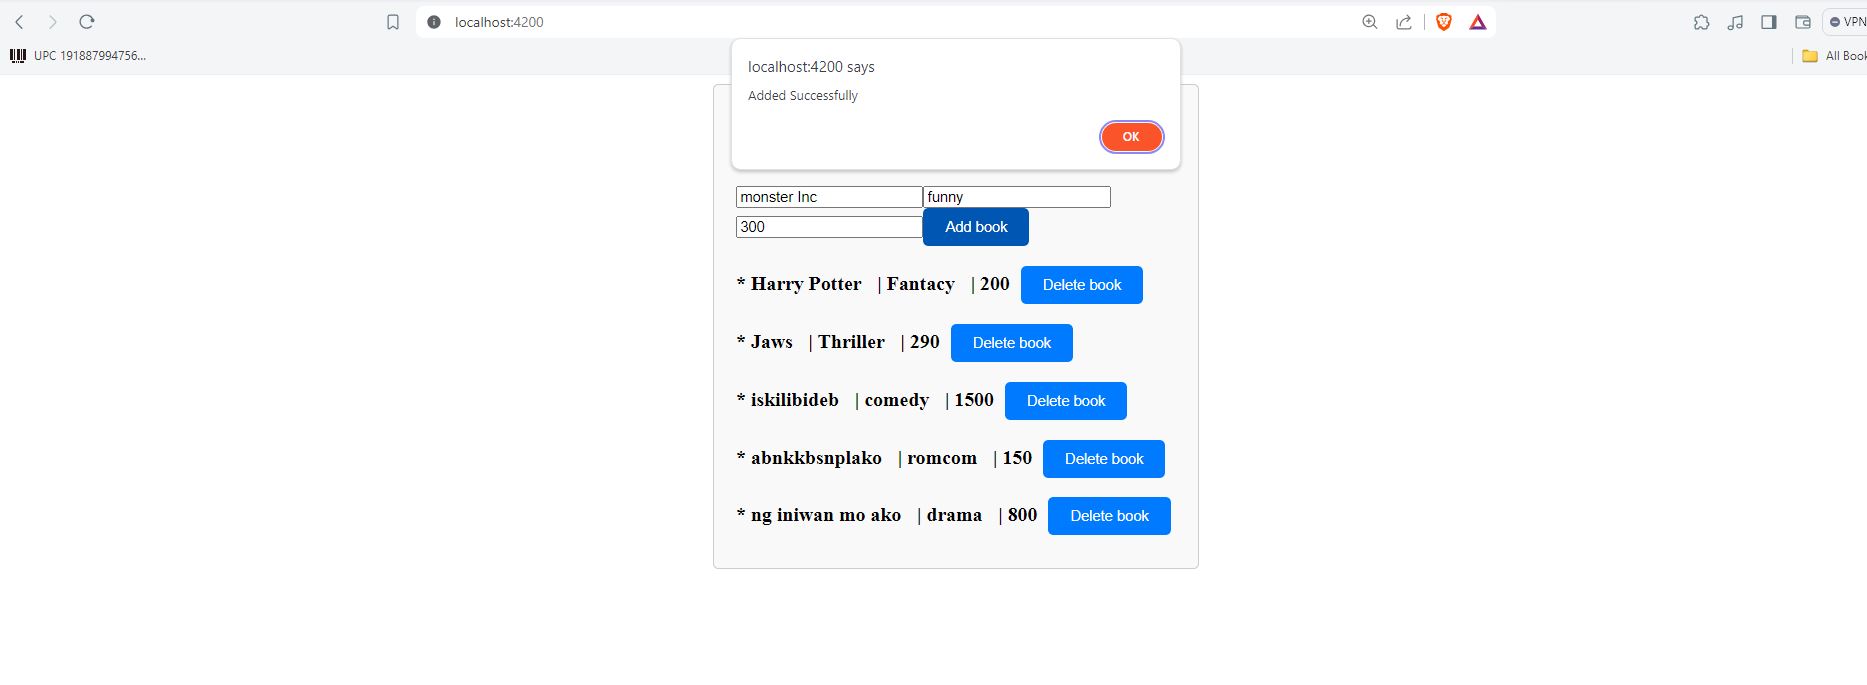 localhost:4200
VPN
UPC 191887994756...
All Book
localhost:4200 says
Added Successfully
OK
monster Inc funny
300 Add book
* Harry Potter | Fantacy | 200 Delete book
* Jaws | Thriller | 290 Delete book
* iskilibideb | comedy | 1500 Delete book
* abnkkbsnplako | romcom | 150 Delete book
* ng iniwan mo ako | drama | 800 Delete book